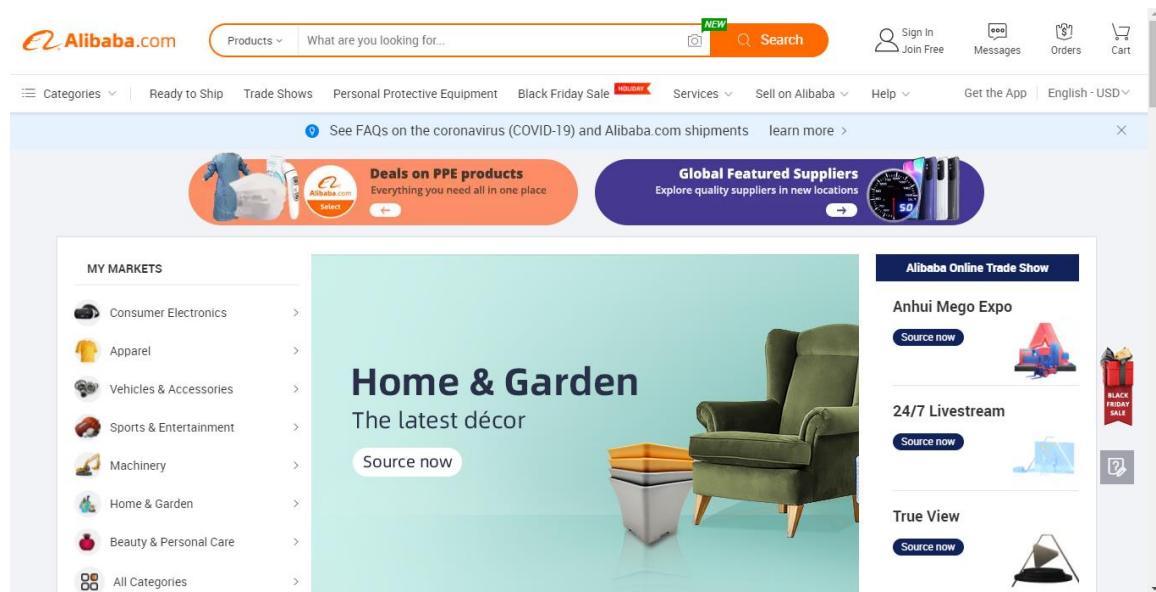 Alibaba.com
Products
What are you looking for...
NEW
Search
Sign In
Join Free
Messages
Orders
Cart
Categories
Ready to Ship
Trade Shows
Personal Protective Equipment
Black Friday Sale
HOLIDAY
Services
Sell on Alibaba
Help
Get the App
English - USD
See FAQs on the coronavirus (COVID-19) and Alibaba.com shipments learn more
Alibaba.com
Select
Deals on PPE products
Everything you need all in one place
Global Featured Suppliers
Explore quality suppliers in new locations
50
MY MARKETS
Consumer Electronics
Apparel
Vehicles & Accessories
Sports & Entertainment
Machinery
Home & Garden
Beauty & Personal Care
All Categories
Home & Garden
The latest décor
Source now
Alibaba Online Trade Show
Anhui Mego Expo
Source now
24/7 Livestream
Source now
True View
Source now
BLACK
FRIDAY
SALE